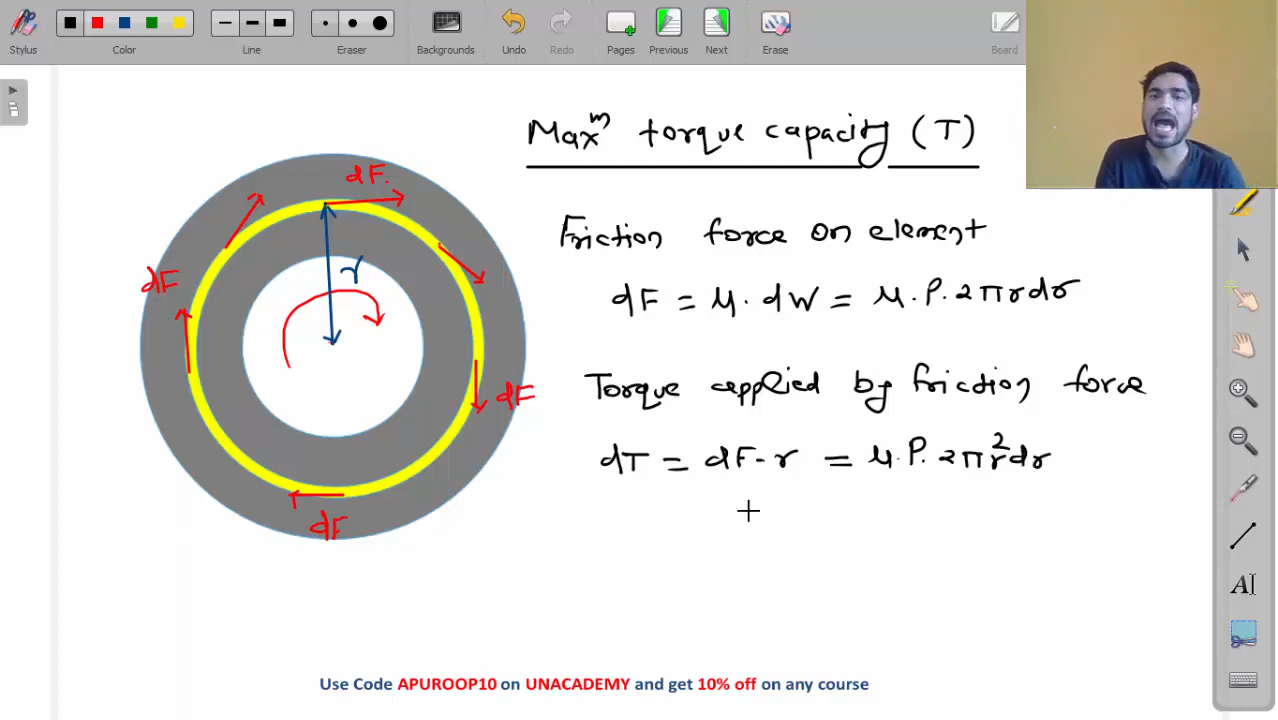 Stylus
Color
Line
Eraser
Backgrounds
Undo
Redo
Pages
Previous
Next
Erase
Board
Maxᵐ torque capacity (T)
dF.
Friction force on element
r
dF
dF = μ. dW = μ. P. 2πrdr
Torque applied by friction force
dF
dT = dF. r = μ. P. 2πr²dr
dF
A
Use Code APUROOP10 on UNACADEMY and get 10% off on any course